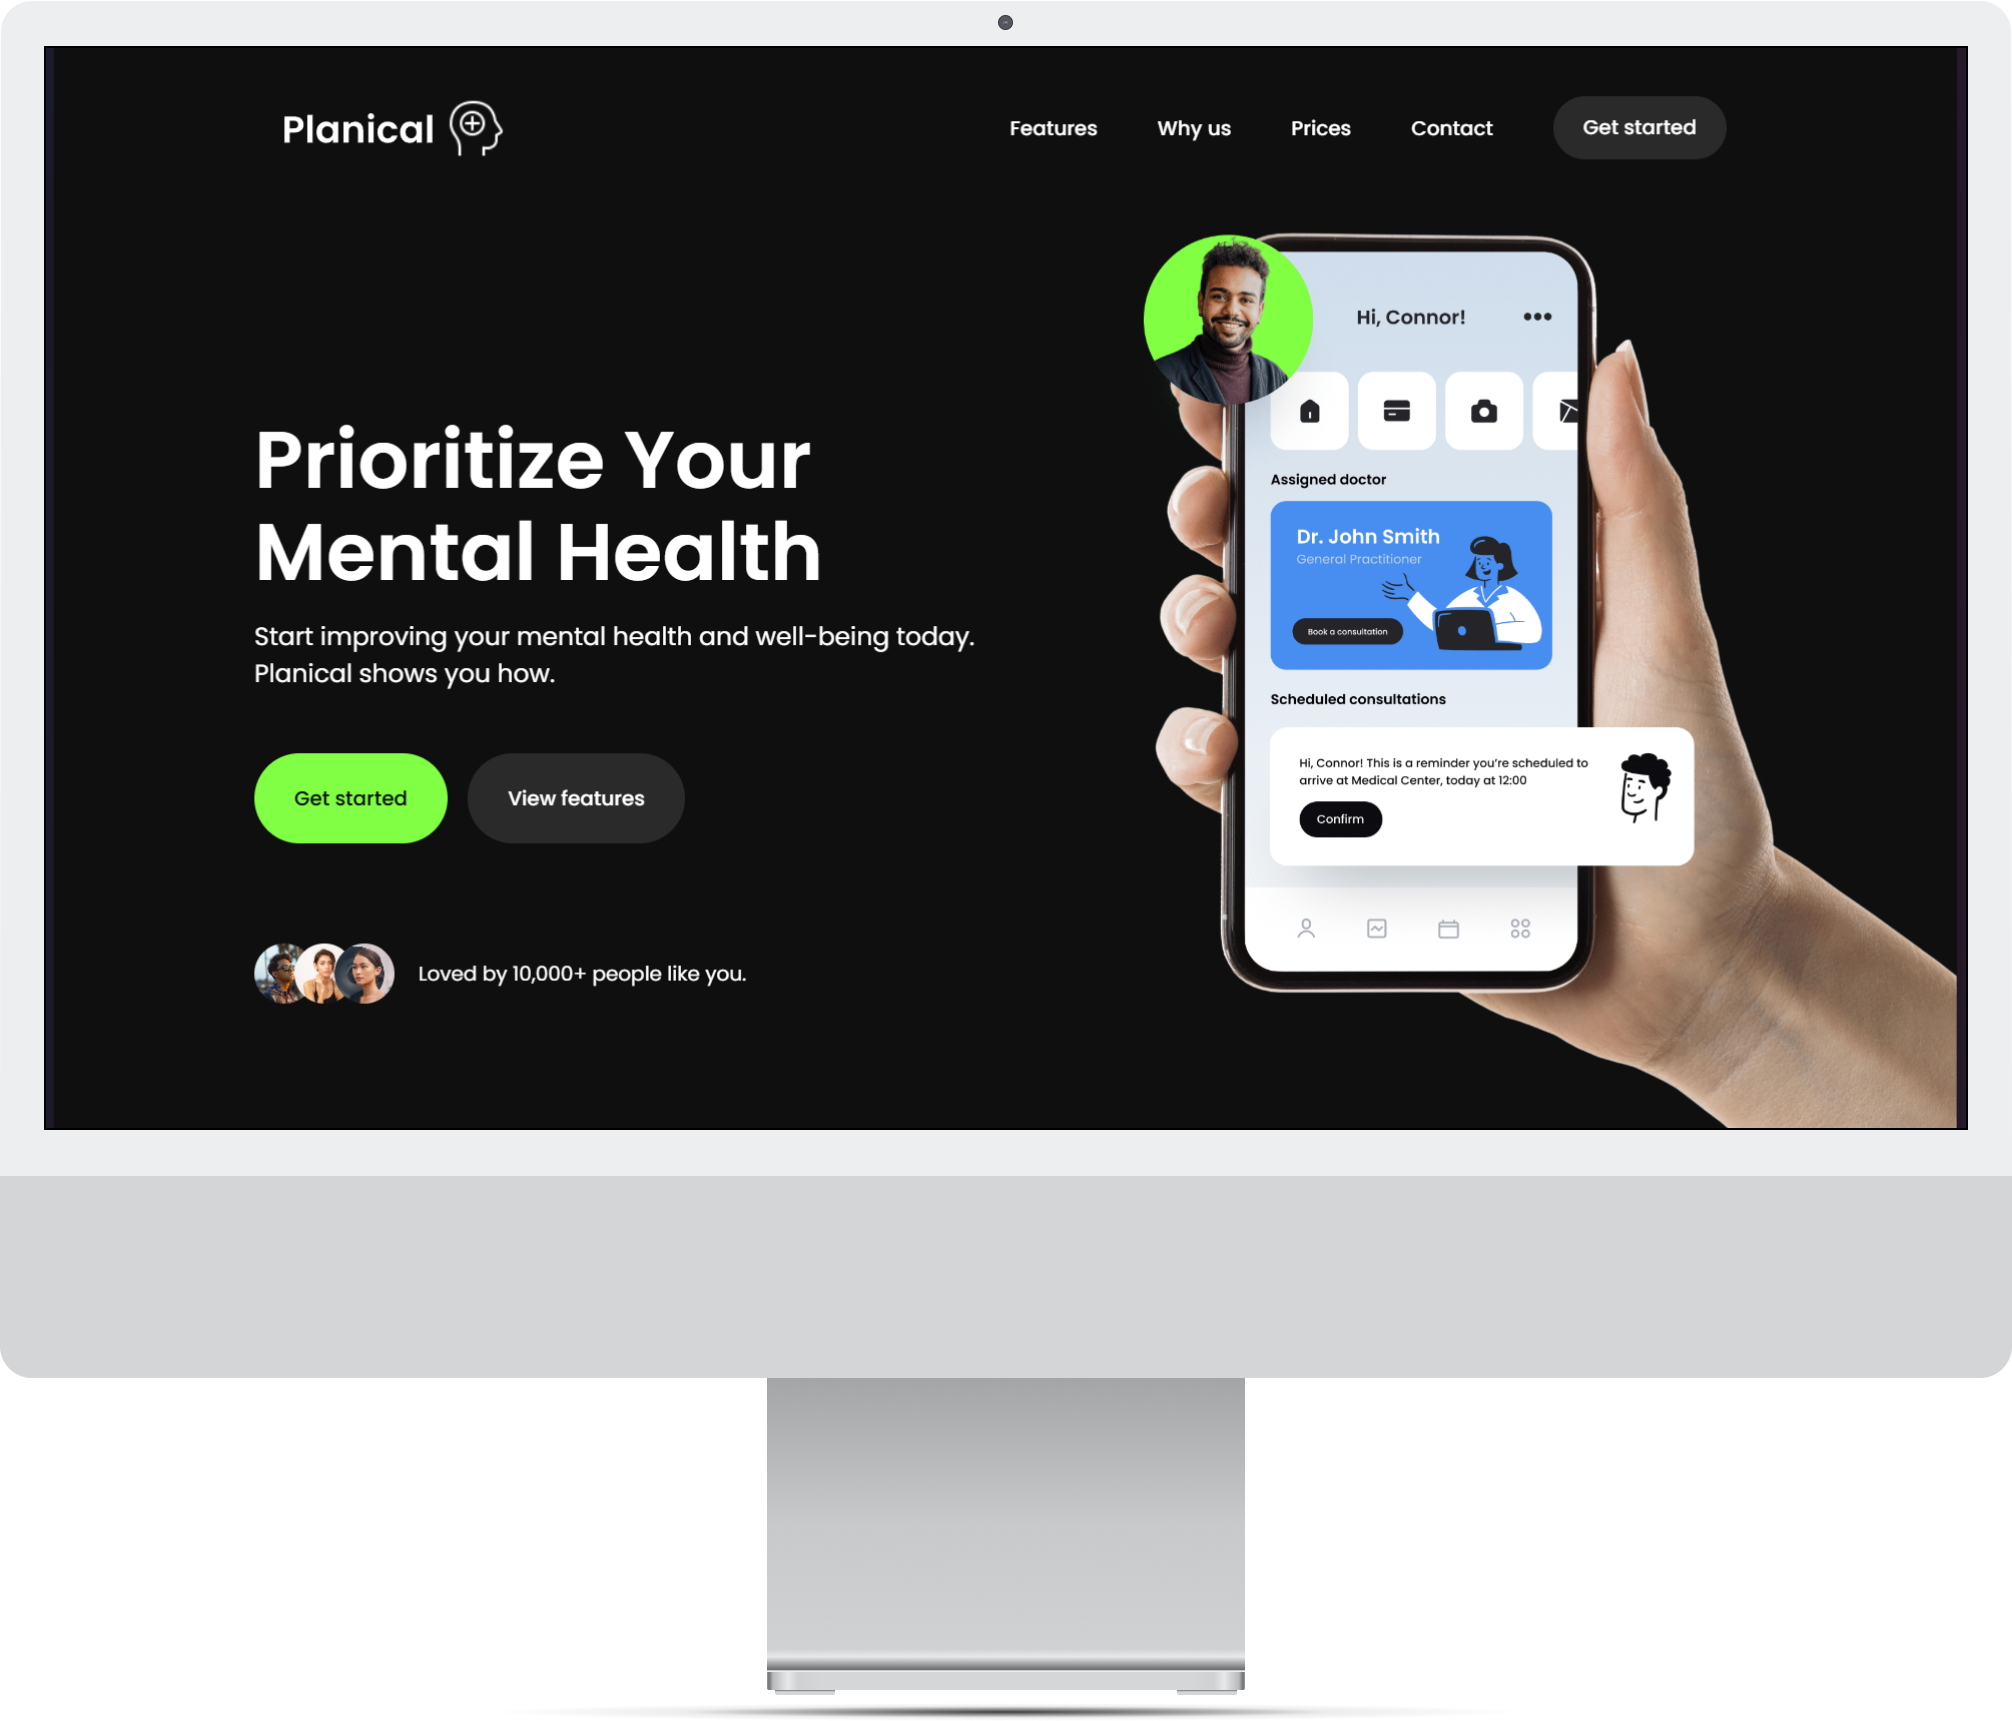 Planical
Features
Why us
Prices
Contact
Get started
Prioritize Your
Mental Health
Start improving your mental health and well-being today.
Planical shows you how.
Get started
View features
Loved by 10,000+ people like you.
Hi, Connor!
Assigned doctor
Dr. John Smith
General Practitioner
Book a consultation
Scheduled consultations
Hi, Connor! This is a reminder you're scheduled to
arrive at Medical Center, today at 12:00
Confirm